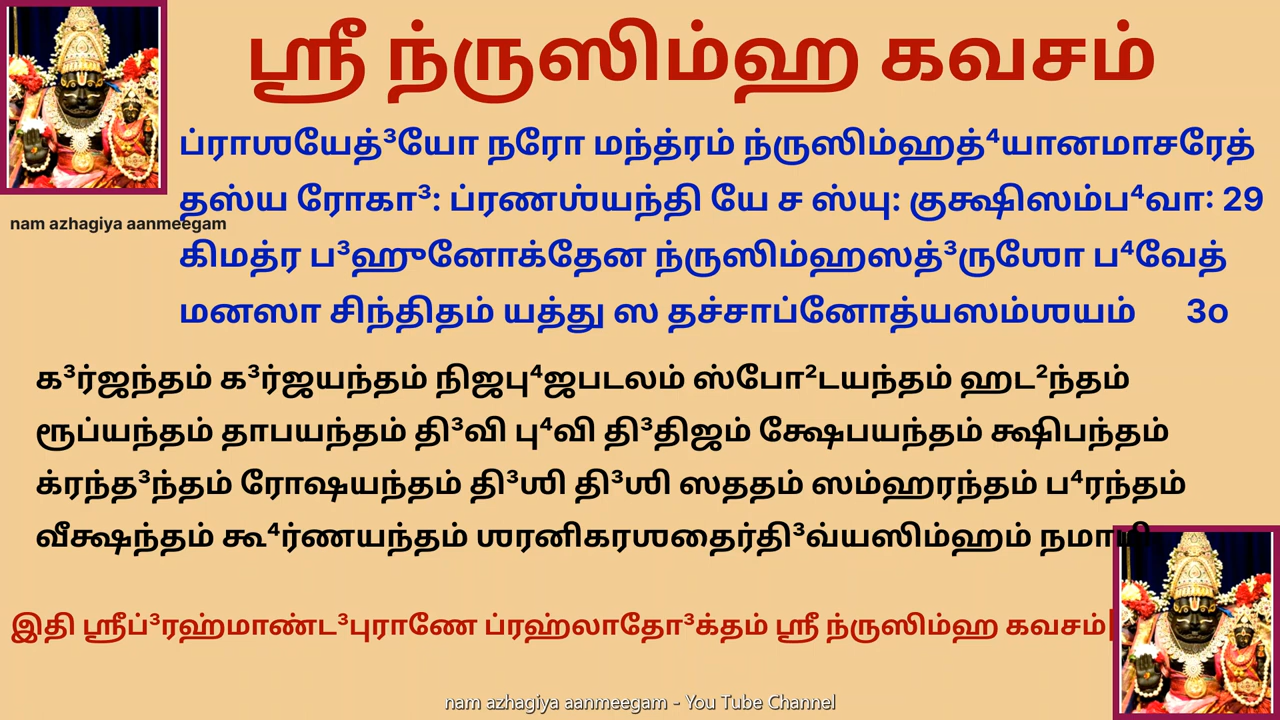 ஸ்ரீ ந்ருஸிம்ஹ கவசம்
ப்ராஶயேத்³யோ நரோ மந்த்ரம் ந்ருஸிம்ஹத்⁴யானமாசரேத்
தஸ்ய ரோகா³: ப்ரணஶ்யந்தி யே ச ஸ்யு: குக்ஷிஸம்ப⁴வா: 29
nam azhagiya aanmeegam
கிமத்ர ப³ஹுனோக்தேன ந்ருஸிம்ஹஸத்³ருஶோ ப⁴வேத்
மனஸா சிந்திதம் யத்து ஸ தச்சாப்னோத்யஸம்ஶயம் 3o
க³ர்ஜந்தம் க³ர்ஜயந்தம் நிஜபு⁴ஜபடலம் ஸ்போ²டயந்தம் ஹட²ந்தம்
ரூப்யந்தம் தாபயந்தம் தி³வி பு⁴வி தி³திஜம் க்ஷேபயந்தம் க்ஷிபந்தம்
க்ரந்த³ந்தம் ரோஷயந்தம் தி³ஶி தி³ஶி ஸததம் ஸம்ஹரந்தம் ப⁴ரந்தம்
வீக்ஷந்தம் கூ⁴ர்ணயந்தம் ஶரனிகரஶதைர்தி³வ்யஸிம்ஹம் நமாமி
இதி ஸ்ரீப்³ரஹ்மாண்ட³புராணே ப்ரஹ்லாதோ³க்தம் ஸ்ரீ ந்ருஸிம்ஹ கவசம்|
nam azhagiya aanmeegam - You Tube Channel